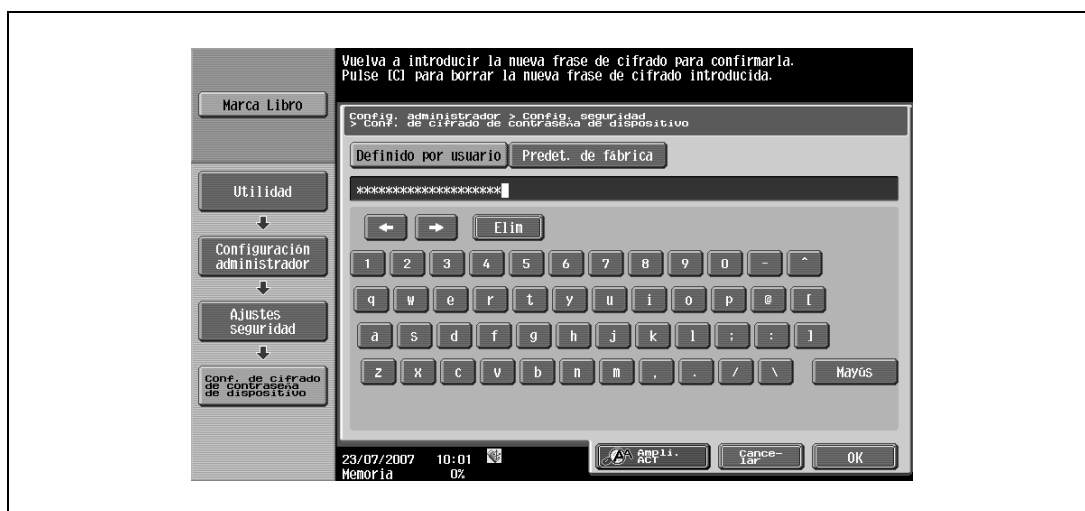 Vuelva a introducir la nueva frase de cifrado para confirmarla.
Pulse [C] para borrar la nueva frase de cifrado introducida.
Marca Libro
Config. administrador > Config. seguridad
> Conf. de cifrado de contraseña de dispositivo
Definido por usuario Predet. de fábrica
*********************
Utilidad
Elim
Configuración
administrador
1 2 3 4 5 6 7 8 9 0 - ^
q w e r t y u i o p @ [
Ajustes
seguridad
a s d f g h j k l ; : ]
z x c v b n m , . / \ Mayús
Conf. de cifrado
de contraseña
de dispositivo
23/07/2007 10:01
Memoria 0%
Ampli.
ACT
Cance-
lar
OK